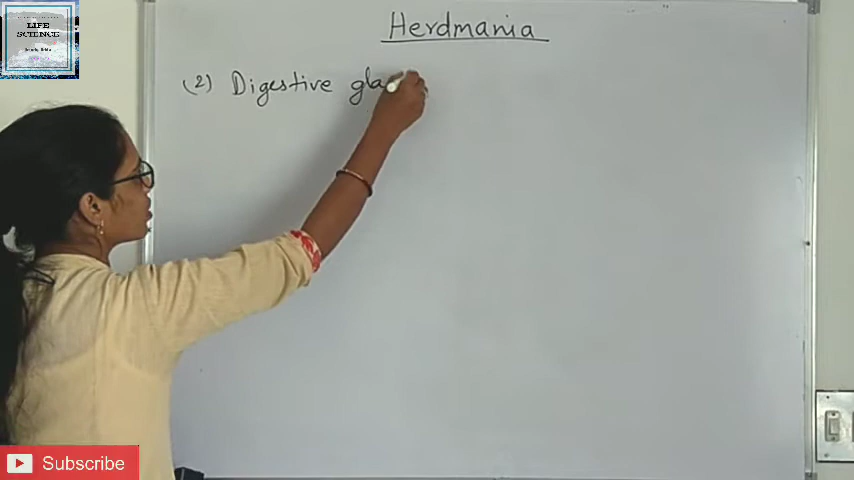 LIFE
SCIENCE
Herdmania
(2) Digestive gla
Subscribe